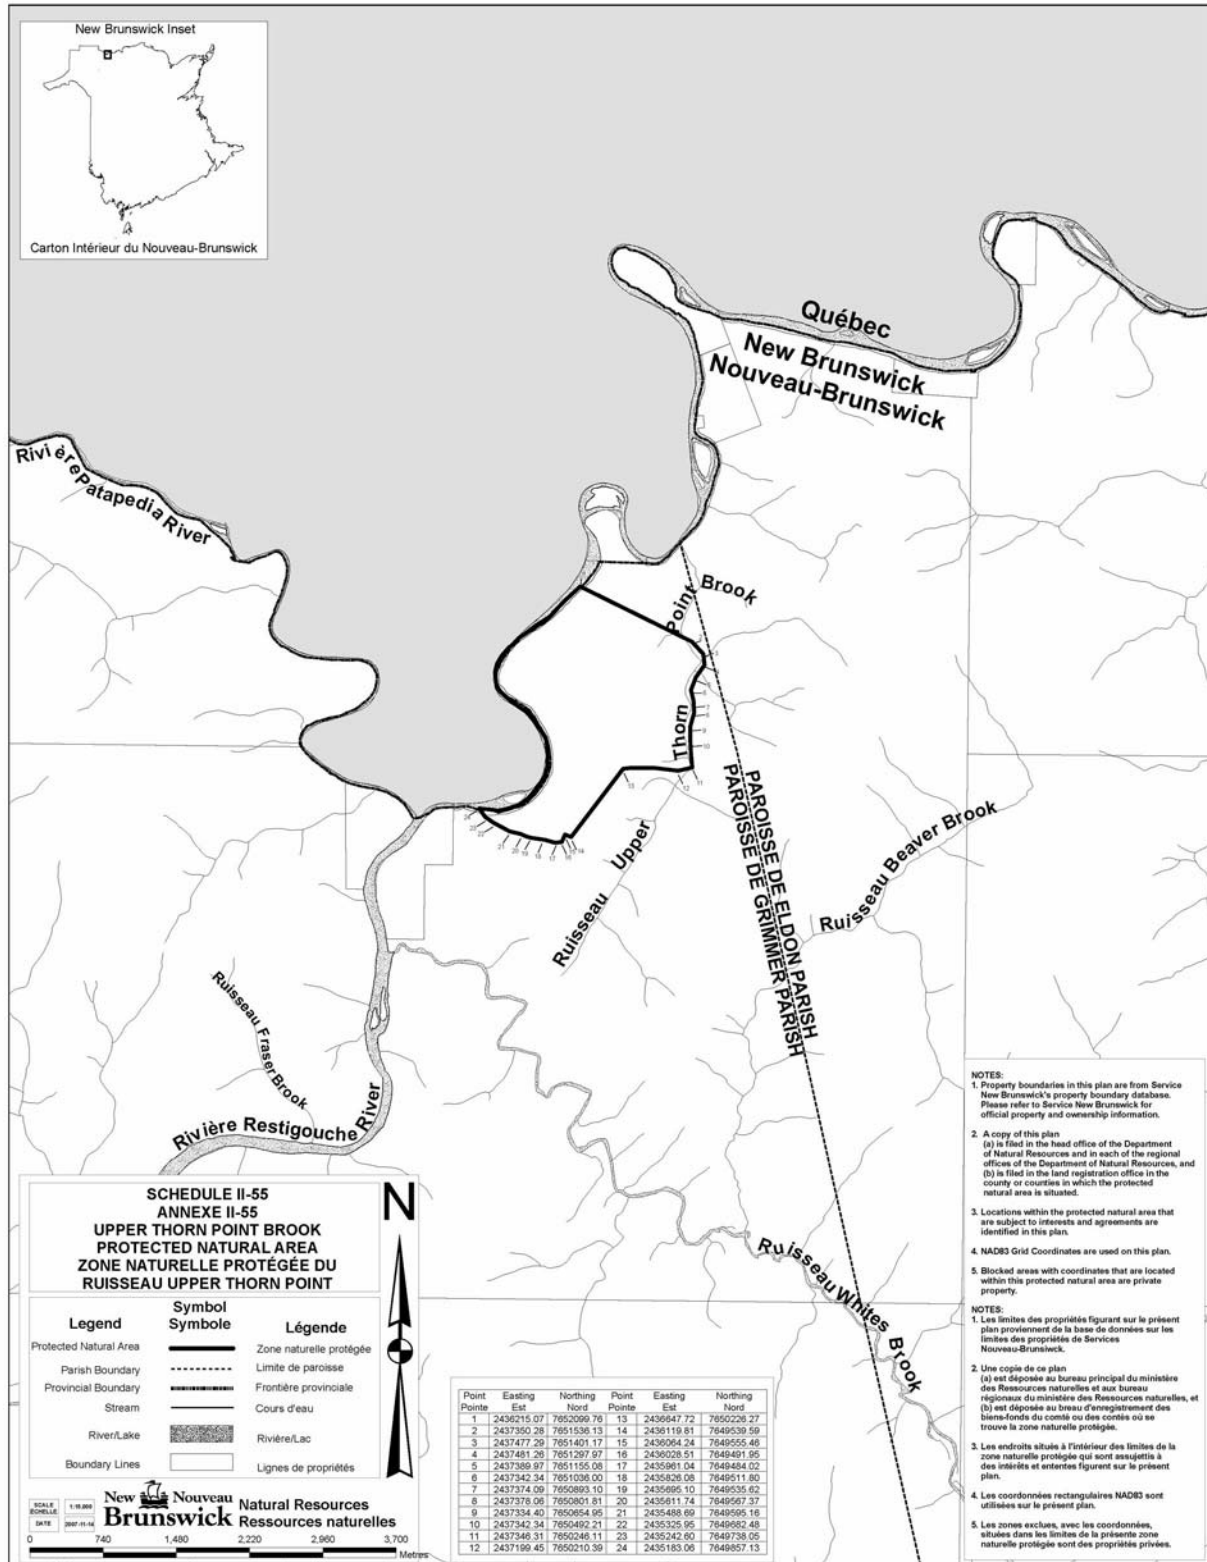 New Brunswick Inset
Carton Intérieur du Nouveau-Brunswick
Québec
New Brunswick
Nouveau-Brunswick
Rivière Patapedia River
Point Brook
Thorn
Upper
Ruisseau
PAROISSE DE ELDON PARISH
PAROISSE DE GRIMMER PARISH
Ruisseau Beaver Brook
Ruisseau Fraser Brook
Rivière Restigouche River
Ruisseau Whites Brook
13
12
11
10
9
24
21
20
19
18
17
16
15
14
SCHEDULE II-55
ANNEXE II-55
UPPER THORN POINT BROOK
PROTECTED NATURAL AREA
ZONE NATURELLE PROTÉGÉE DU
RUISSEAU UPPER THORN POINT
N
Legend
Symbol
Symbole
Légende
Protected Natural Area
Zone naturelle protégée
Parish Boundary
Limite de paroisse
Provincial Boundary
Frontière provinciale
Stream
Cours d'eau
River/Lake
Rivière/Lac
Boundary Lines
Lignes de propriétés
SCALE
ECHELLE
1:15,000
DATE
2007-11-14
New Nouveau
Brunswick
Natural Resources
Ressources naturelles
0 740 1,480 2,220 2,960 3,700
Metres
Point Easting Northing Point Easting Northing
Pointe Est Nord Pointe Est Nord
1 2436215.07 7652099.76 13 2436647.72 7650226.27
2 2437350.28 7651536.13 14 2436119.81 7649539.59
3 2437477.29 7651401.17 15 2436064.24 7649555.46
4 2437481.26 7651297.97 16 2436028.51 7649491.95
5 2437389.97 7651155.08 17 2435961.04 7649484.02
6 2437342.34 7651036.00 18 2435826.08 7649511.80
7 2437374.09 7650893.10 19 2435695.10 7649535.62
8 2437378.06 7650801.81 20 2435611.74 7649567.37
9 2437334.40 7650654.95 21 2435488.69 7649595.16
10 2437342.34 7650492.21 22 2435325.95 7649682.48
11 2437346.31 7650246.11 23 2435242.60 7649738.05
12 2437199.45 7650210.39 24 2435183.06 7649857.13
NOTES:
1. Property boundaries in this plan are from Service
New Brunswick's property boundary database.
Please refer to Service New Brunswick for
official property and ownership information.
2. A copy of this plan
(a) is filed in the head office of the Department
of Natural Resources and in each of the regional
offices of the Department of Natural Resources, and
(b) is filed in the land registration office in the
county or counties in which the protected
natural area is situated.
3. Locations within the protected natural area that
are subject to interests and agreements are
identified in this plan.
4. NAD83 Grid Coordinates are used on this plan.
5. Blocked areas with coordinates that are located
within this protected natural area are private
property.
NOTES:
1. Les limites des propriétés figurant sur le présent
plan proviennent de la base de données sur les
limites des propriétés de Services
Nouveau-Brunsiwck.
2. Une copie de ce plan
(a) est déposée au bureau principal du ministère
des Ressources naturelles et aux bureau
régionaux du ministère des Ressources naturelles, et
(b) est déposée au breau d'enregistrement des
biens-fonds du comté ou des contés où se
trouve la zone naturelle protégée.
3. Les endroits situés à l'intérieur des limites de la
zone naturelle protégée qui sont assujettis à
des intérêts et ententes figurent sur le présent
plan.
4. Les coordonnées rectangulaires NAD83 sont
utilisées sur le présent plan.
5. Les zones exclues, avec les coordonnées,
situées dans les limites de la présente zone
naturelle protégée sont des propriétés privées.